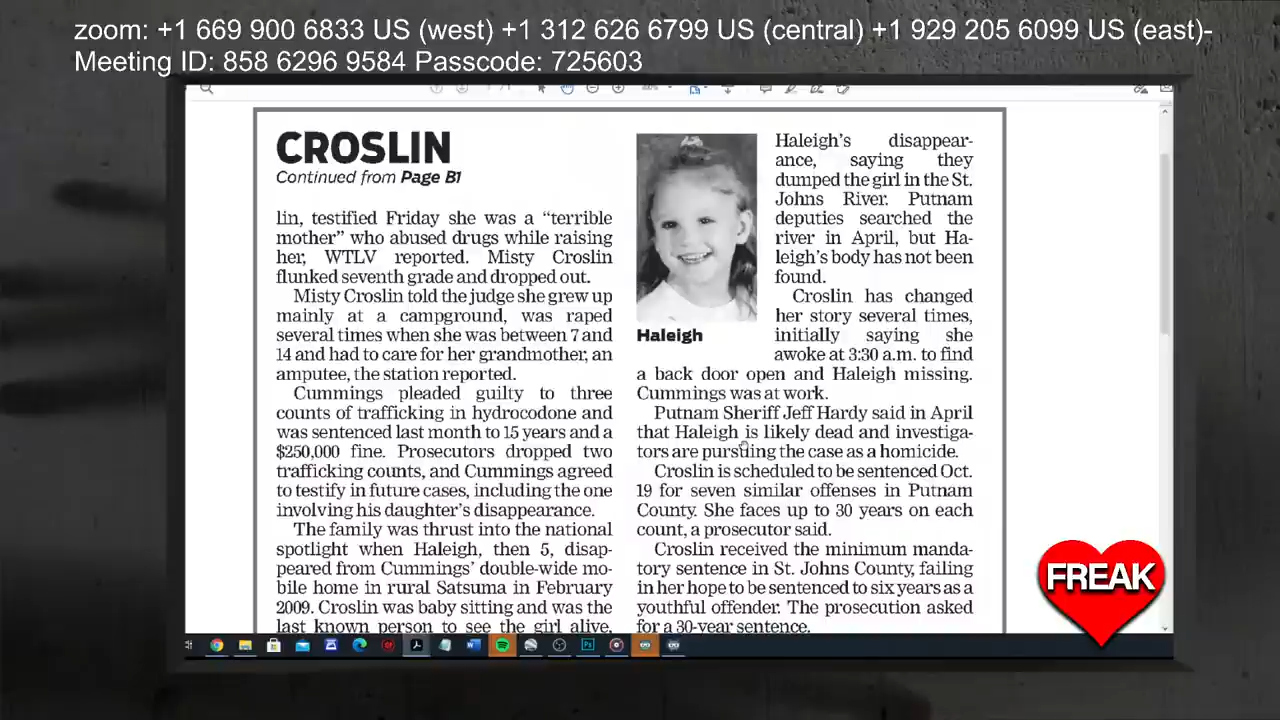 zoom: +1 669 900 6833 US (west) +1 312 626 6799 US (central) +1 929 205 6099 US (east)-
Meeting ID: 858 6296 9584 Passcode: 725603
CROSLIN
Continued from Page B1
lin, testified Friday she was a “terrible
mother” who abused drugs while raising
her, WTLV reported. Misty Croslin
flunked seventh grade and dropped out.
Misty Croslin told the judge she grew up
mainly at a campground, was raped
several times when she was between 7 and
14 and had to care for her grandmother, an
amputee, the station reported.
Cummings pleaded guilty to three
counts of trafficking in hydrocodone and
was sentenced last month to 15 years and a
$250,000 fine. Prosecutors dropped two
trafficking counts, and Cummings agreed
to testify in future cases, including the one
involving his daughter’s disappearance.
The family was thrust into the national
spotlight when Haleigh, then 5, disap-
peared from Cummings’ double-wide mo-
bile home in rural Satsuma in February
2009. Croslin was baby sitting and was the
last known person to see the girl alive,
Haleigh
Haleigh’s disappear-
ance, saying they
dumped the girl in the St.
Johns River. Putnam
deputies searched the
river in April, but Ha-
leigh’s body has not been
found.
Croslin has changed
her story several times,
initially saying she
awoke at 3:30 a.m. to find
a back door open and Haleigh missing.
Cummings was at work.
Putnam Sheriff Jeff Hardy said in April
that Haleigh is likely dead and investiga-
tors are pursuing the case as a homicide.
Croslin is scheduled to be sentenced Oct.
19 for seven similar offenses in Putnam
County. She faces up to 30 years on each
count, a prosecutor said.
Croslin received the minimum manda-
tory sentence in St. Johns County, failing
in her hope to be sentenced to six years as a
youthful offender. The prosecution asked
for a 30-year sentence.
FREAK